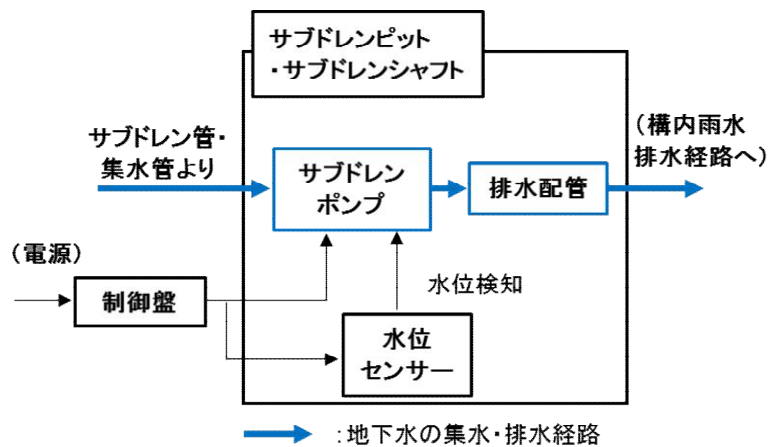 サブドレンピット
・サブドレンシャフト
サブドレン管・
集水管より
サブドレン
ポンプ
排水配管
（構内雨水
排水経路へ）
（電源）
制御盤
水位検知
水位
センサー
：地下水の集水・排水経路